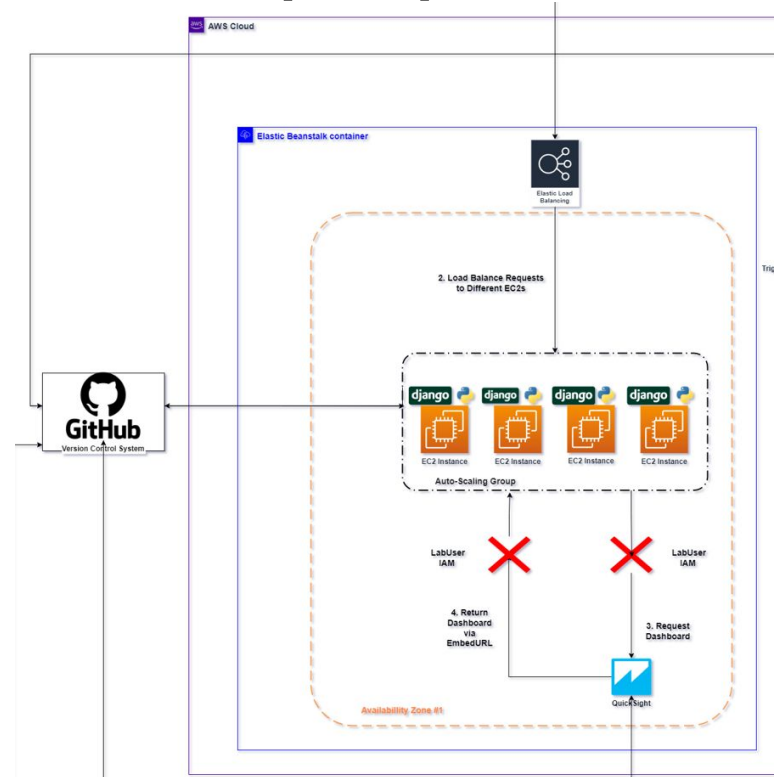 aws
AWS Cloud
Elastic Beanstalk container
Elastic Load
Balancing
2. Load Balance Requests
to Different EC2s
Trig
django
django
django
django
GitHub
Version Control System
EC2 Instance
EC2 Instance
EC2 Instance
EC2 Instance
Auto-Scaling Group
LabUser
IAM
LabUser
IAM
4. Return
Dashboard
via
EmbedURL
3. Request
Dashboard
QuickSight
Availability Zone #1